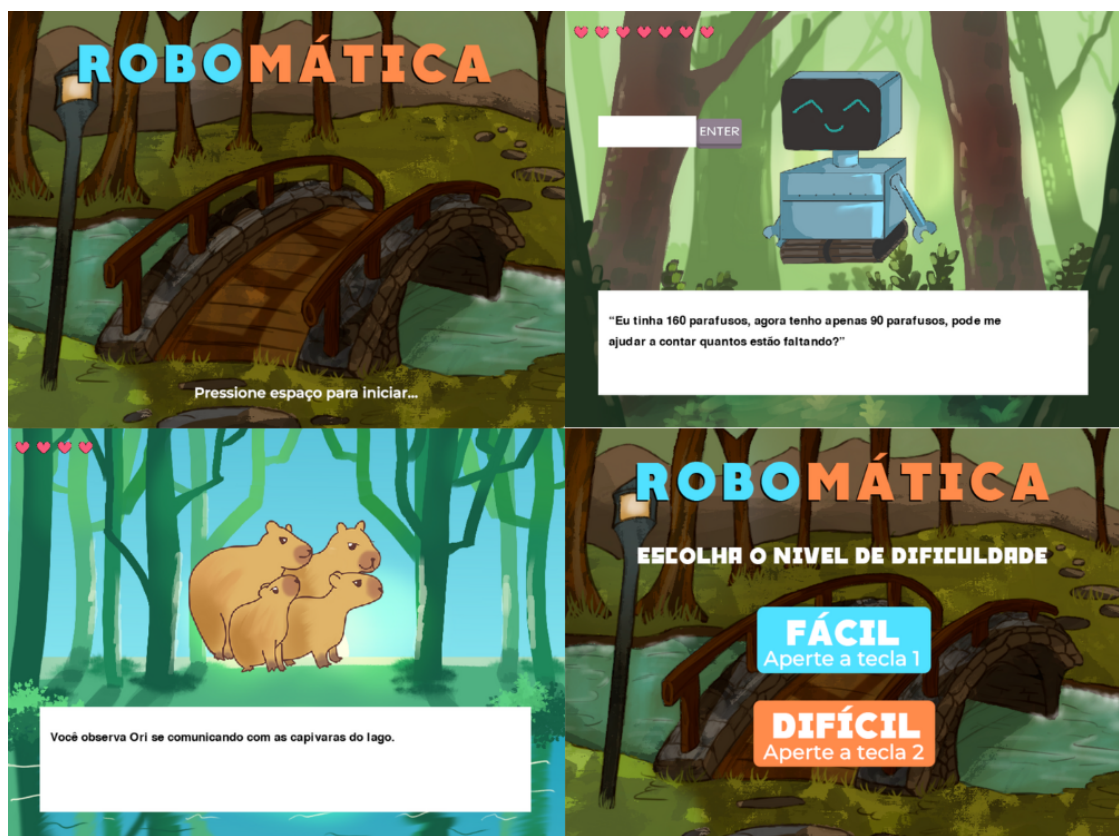 ROBOMÁTICA
Pressione espaço para iniciar...
ENTER
“Eu tinha 160 parafusos, agora tenho apenas 90 parafusos, pode me
ajudar a contar quantos estão faltando?”
Você observa Ori se comunicando com as capivaras do lago.
ROBOMÁTICA
ESCOLHA O NIVEL DE DIFICULDADE
FÁCIL
Aperte a tecla 1
DIFÍCIL
Aperte a tecla 2